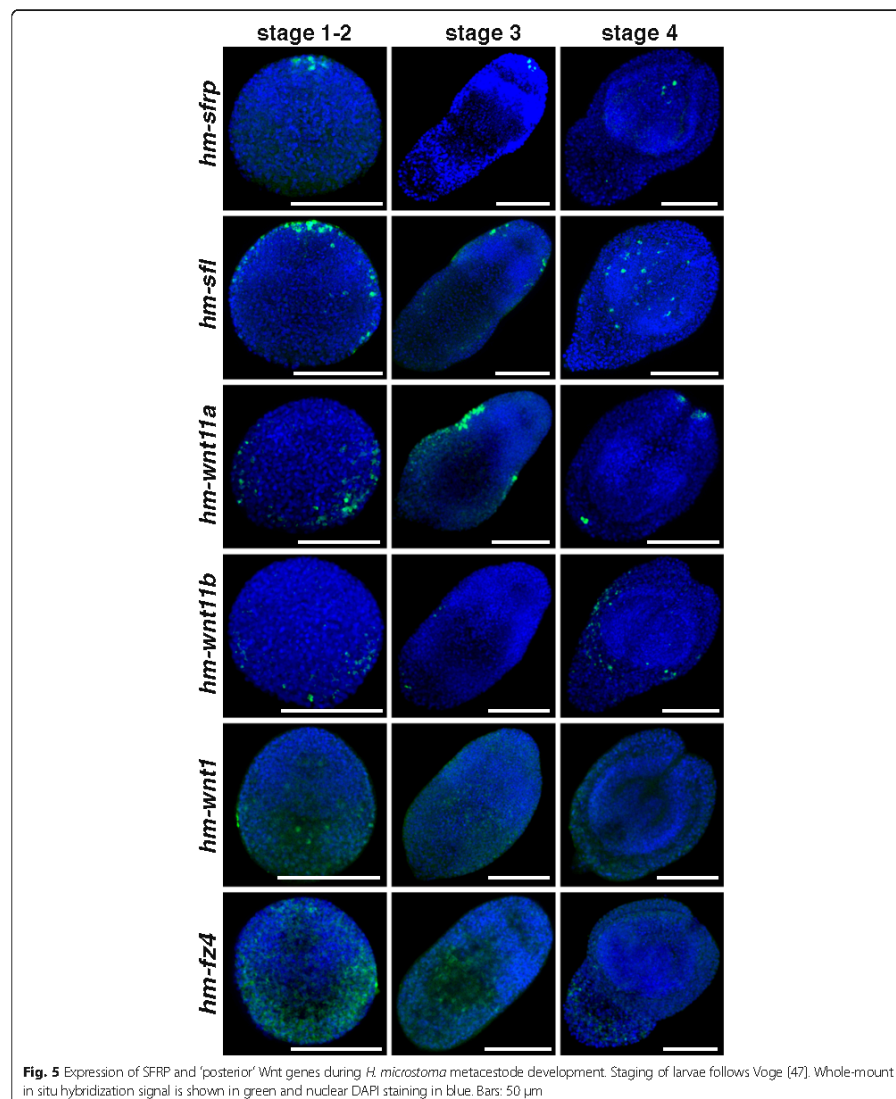 stage 1-2 stage 3 stage 4
hm-sfrp
hm-sfl
hm-wnt11a
hm-wnt11b
hm-wnt1
hm-fz4
Fig. 5 Expression of SFRP and 'posterior' Wnt genes during H. microstoma metacestode development. Staging of larvae follows Voge [47]. Whole-mount
in situ hybridization signal is shown in green and nuclear DAPI staining in blue. Bars: 50 μm